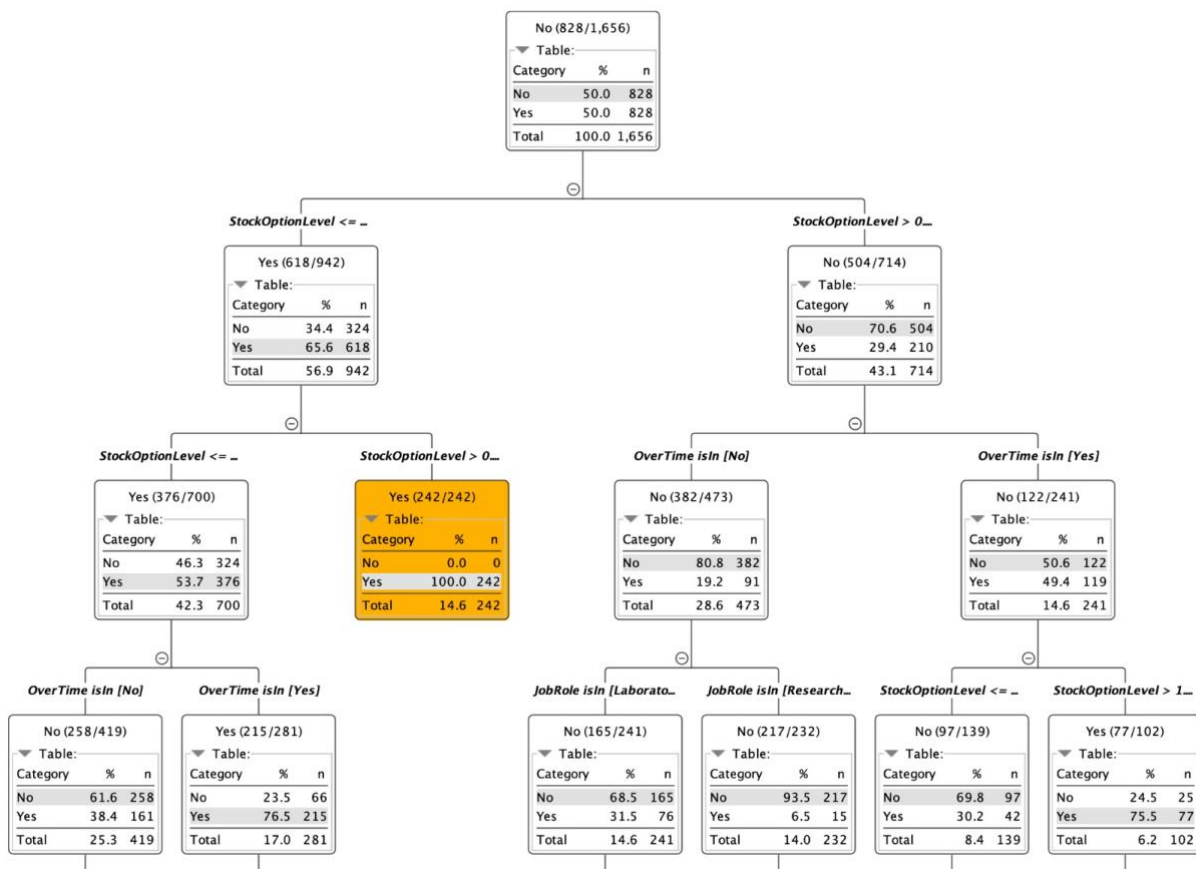 No (828/1,656)
Table:
Category % n
No 50.0 828
Yes 50.0 828
Total 100.0 1,656
StockOptionLevel <= ...
StockOptionLevel > 0....
Yes (618/942)
Table:
Category % n
No 34.4 324
Yes 65.6 618
Total 56.9 942
No (504/714)
Table:
Category % n
No 70.6 504
Yes 29.4 210
Total 43.1 714
StockOptionLevel <= ...
StockOptionLevel > 0....
OverTime isIn [No]
OverTime isIn [Yes]
Yes (376/700)
Table:
Category % n
No 46.3 324
Yes 53.7 376
Total 42.3 700
Yes (242/242)
Table:
Category % n
No 0.0 0
Yes 100.0 242
Total 14.6 242
No (382/473)
Table:
Category % n
No 80.8 382
Yes 19.2 91
Total 28.6 473
No (122/241)
Table:
Category % n
No 50.6 122
Yes 49.4 119
Total 14.6 241
OverTime isIn [No]
OverTime isIn [Yes]
JobRole isIn [Laborato...
JobRole isIn [Research...
StockOptionLevel <= ...
StockOptionLevel > 1....
No (258/419)
Table:
Category % n
No 61.6 258
Yes 38.4 161
Total 25.3 419
Yes (215/281)
Table:
Category % n
No 23.5 66
Yes 76.5 215
Total 17.0 281
No (165/241)
Table:
Category % n
No 68.5 165
Yes 31.5 76
Total 14.6 241
No (217/232)
Table:
Category % n
No 93.5 217
Yes 6.5 15
Total 14.0 232
No (97/139)
Table:
Category % n
No 69.8 97
Yes 30.2 42
Total 8.4 139
Yes (77/102)
Table:
Category % n
No 24.5 25
Yes 75.5 77
Total 6.2 102